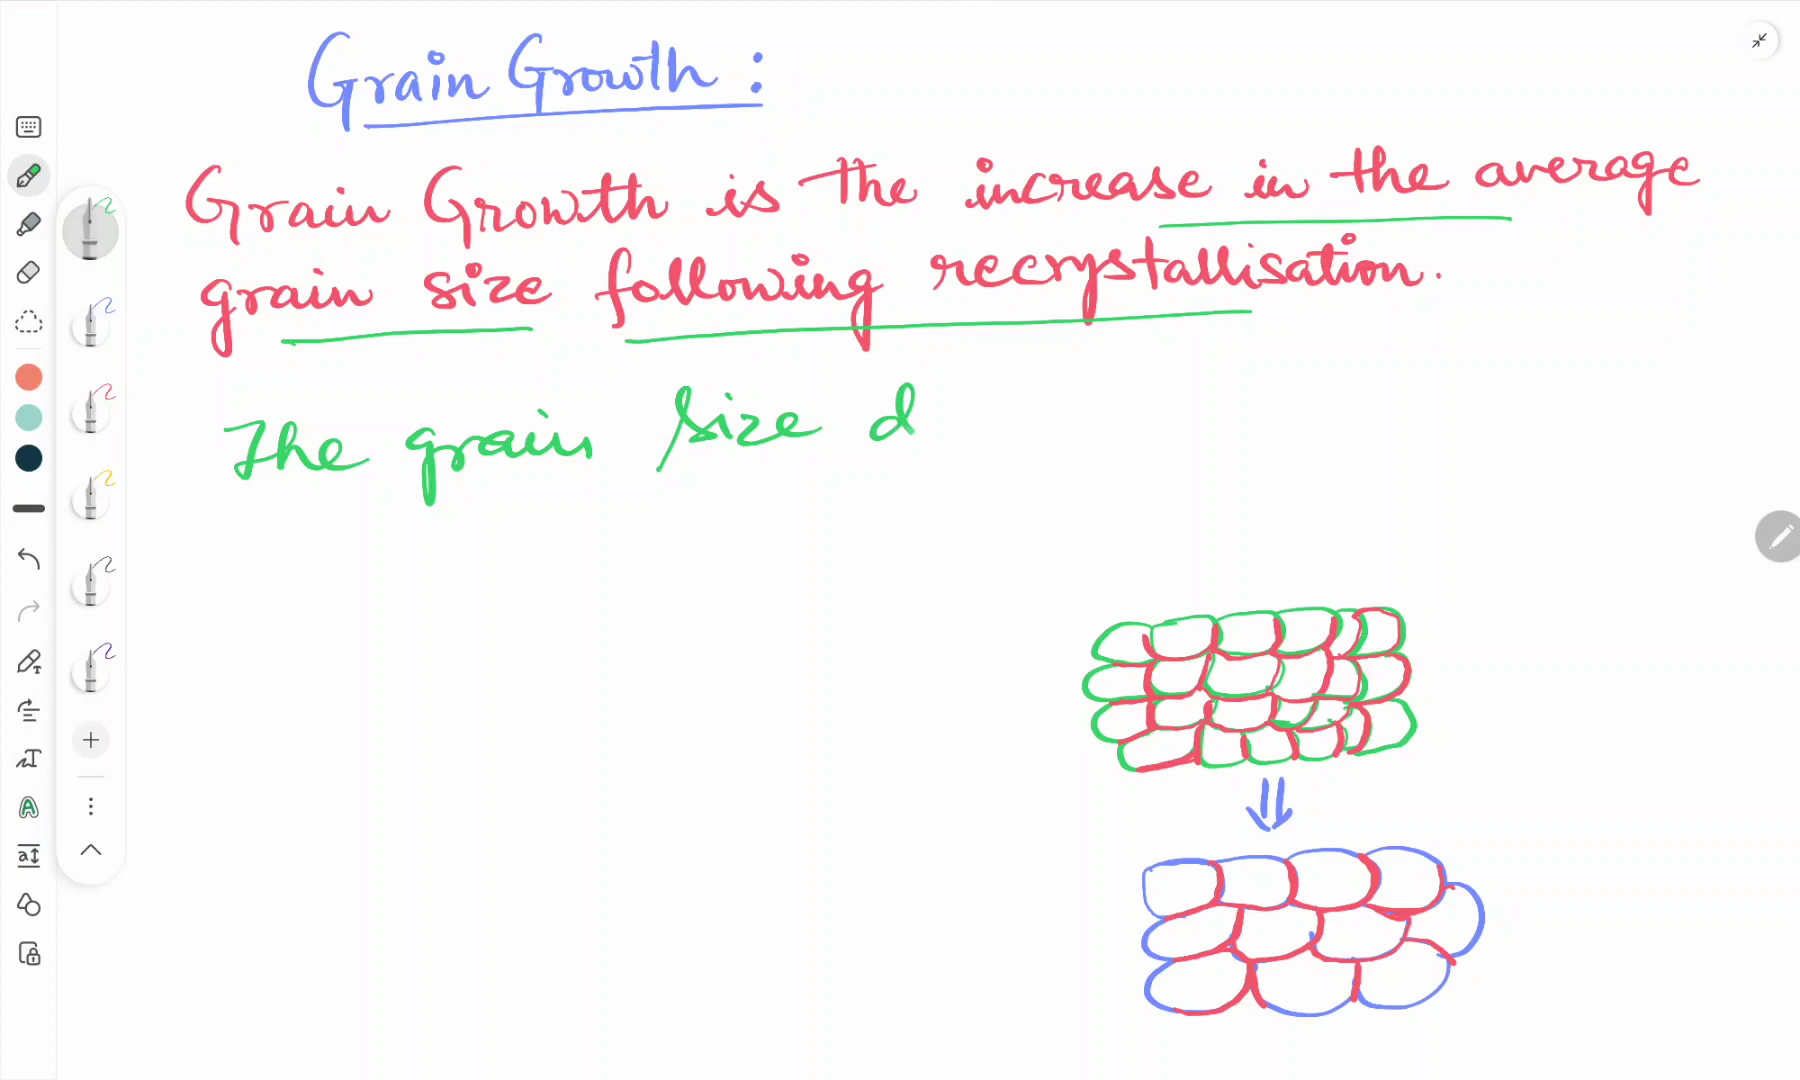 Grain Growth :
Grain Growth is the increase in the average
grain size following recrystallisation.
The grain size d